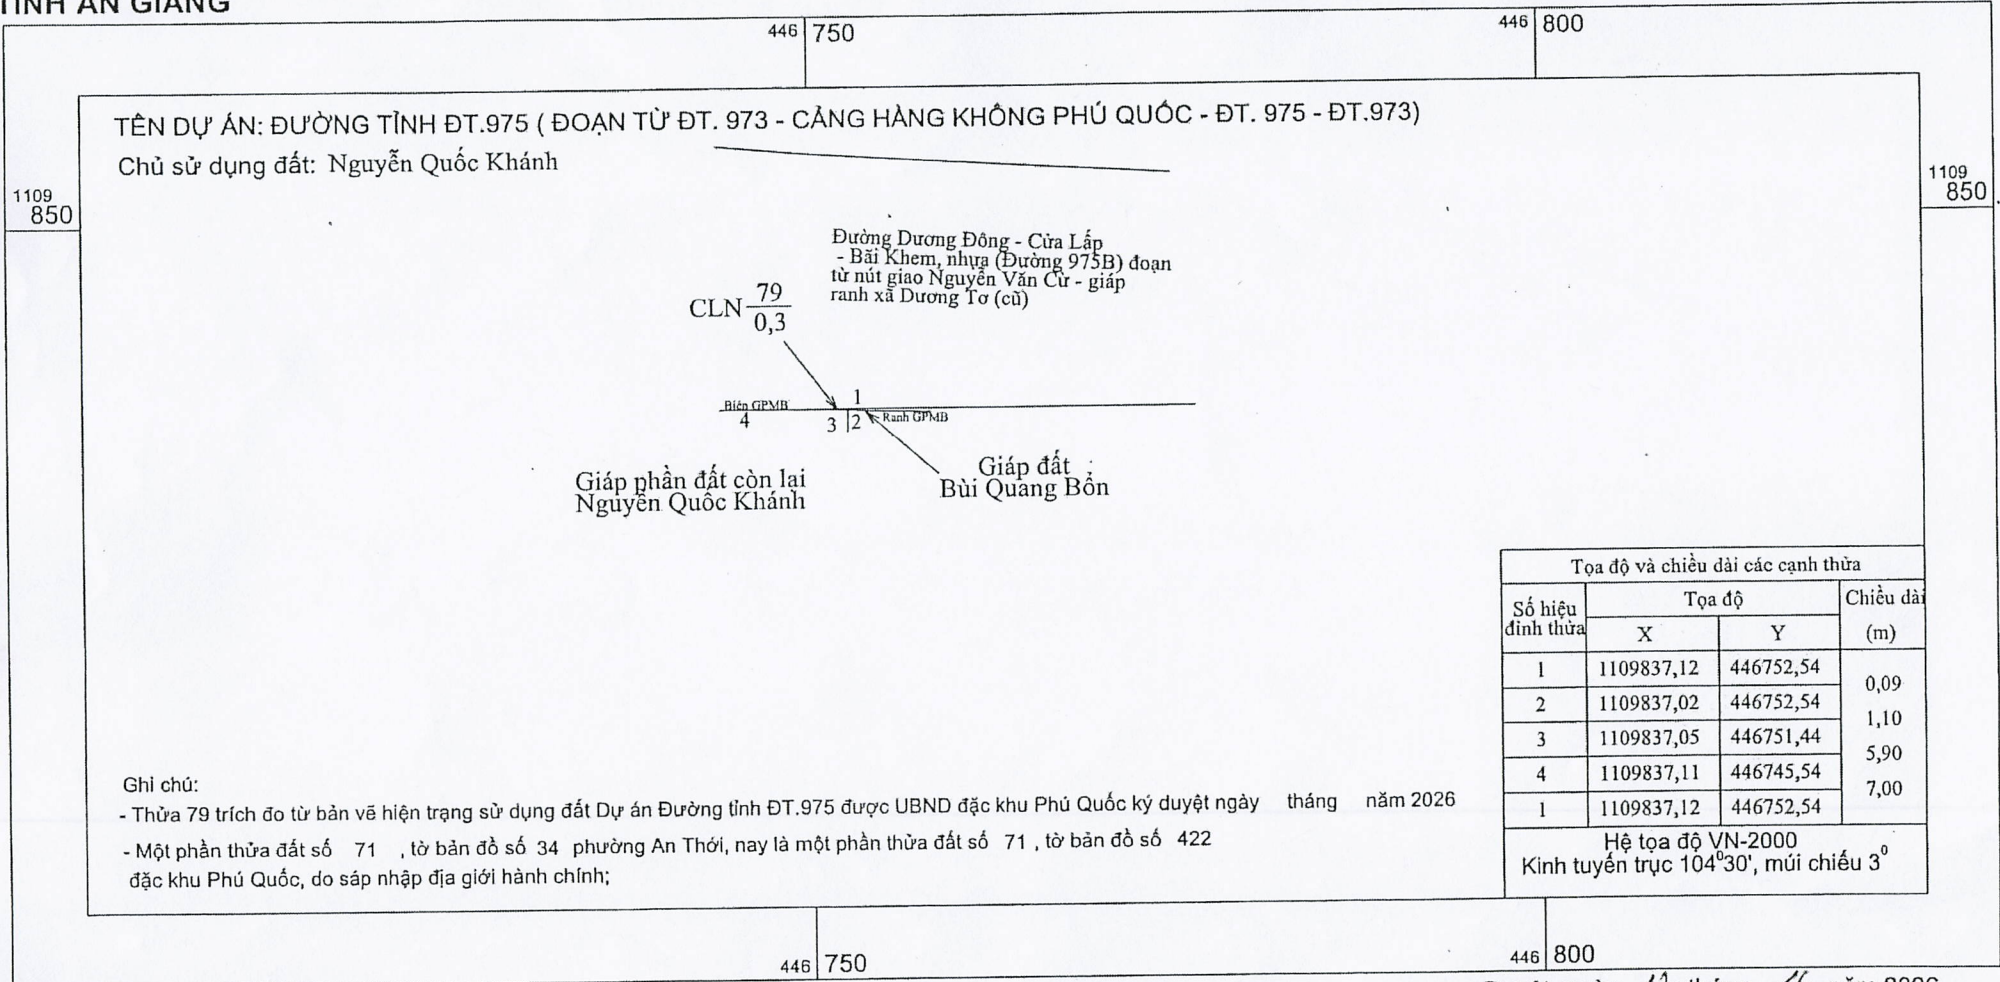 TỈNH AN GIANG
446 750
446 800
TÊN DỰ ÁN: ĐƯỜNG TỈNH ĐT.975 ( ĐOẠN TỪ ĐT. 973 - CẢNG HÀNG KHÔNG PHÚ QUỐC - ĐT. 975 - ĐT.973)
Chủ sử dụng đất: Nguyễn Quốc Khánh
1109
850
1109
850
Đường Dương Đông - Cửa Lấp
- Bãi Khem, nhựa (Đường 975B) đoạn
từ nút giao Nguyễn Văn Cừ - giáp
ranh xã Dương Tơ (cũ)
CLN 79
0,3
Biên GPMB
1
4
3
2
Ranh GPMB
Giáp phần đất còn lại
Nguyễn Quốc Khánh
Giáp đất
Bùi Quang Bổn
Tọa độ và chiều dài các cạnh thửa
Số hiệu
đỉnh thửa
Tọa độ
Chiều dài
X
Y
(m)
1 1109837,12 446752,54
0,09
2 1109837,02 446752,54
1,10
3 1109837,05 446751,44
5,90
4 1109837,11 446745,54
7,00
1 1109837,12 446752,54
Hệ tọa độ VN-2000
Kinh tuyến trục 104⁰30', múi chiếu 3⁰
Ghi chú:
- Thửa 79 trích đo từ bản vẽ hiện trạng sử dụng đất Dự án Đường tỉnh ĐT.975 được UBND đặc khu Phú Quốc ký duyệt ngày tháng năm 2026
- Một phần thửa đất số 71 , tờ bản đồ số 34 phường An Thới, nay là một phần thửa đất số 71 , tờ bản đồ số 422
đặc khu Phú Quốc, do sáp nhập địa giới hành chính;
446 750
446 800